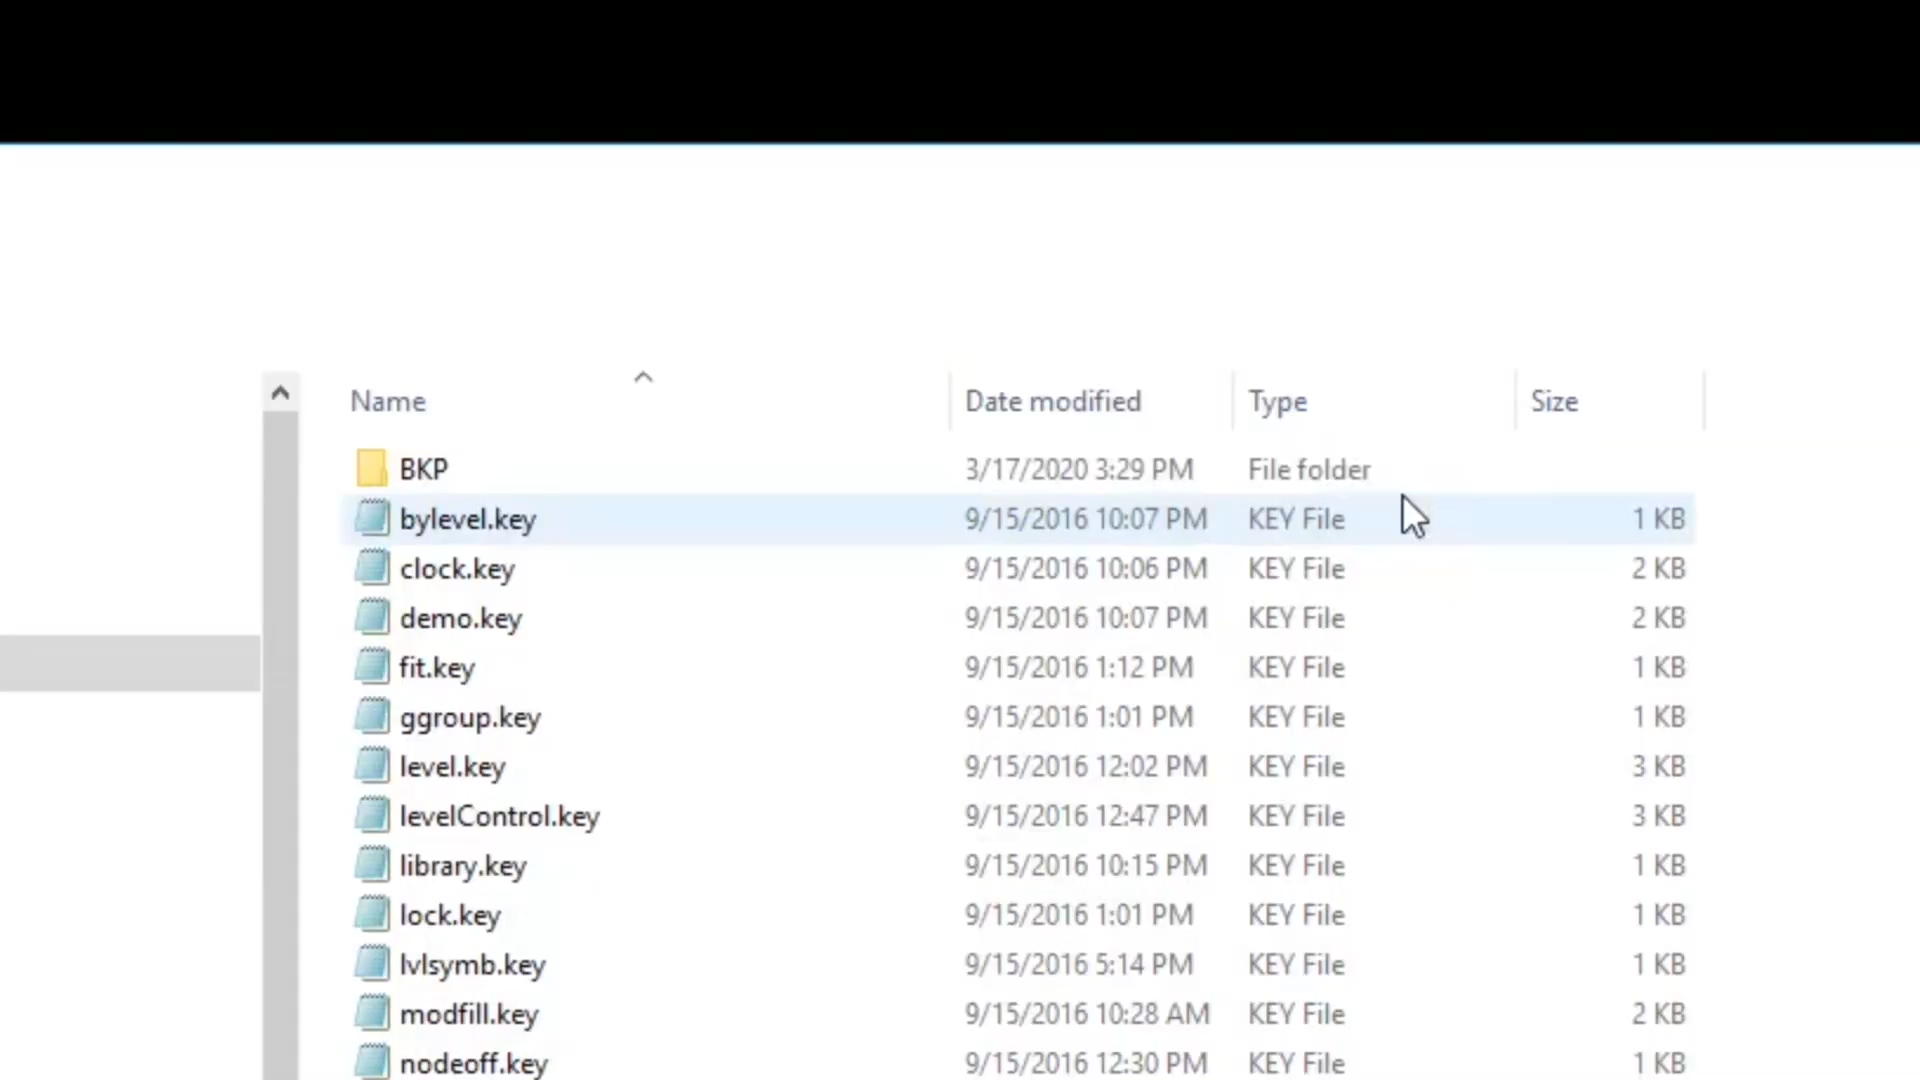 Name Date modified Type Size
BKP 3/17/2020 3:29 PM File folder
bylevel.key 9/15/2016 10:07 PM KEY File 1 KB
clock.key 9/15/2016 10:06 PM KEY File 2 KB
demo.key 9/15/2016 10:07 PM KEY File 2 KB
fit.key 9/15/2016 1:12 PM KEY File 1 KB
ggroup.key 9/15/2016 1:01 PM KEY File 1 KB
level.key 9/15/2016 12:02 PM KEY File 3 KB
levelControl.key 9/15/2016 12:47 PM KEY File 3 KB
library.key 9/15/2016 10:15 PM KEY File 1 KB
lock.key 9/15/2016 1:01 PM KEY File 1 KB
lvlsymb.key 9/15/2016 5:14 PM KEY File 1 KB
modfill.key 9/15/2016 10:28 AM KEY File 2 KB
nodeoff.key 9/15/2016 12:30 PM KEY File 1 KB